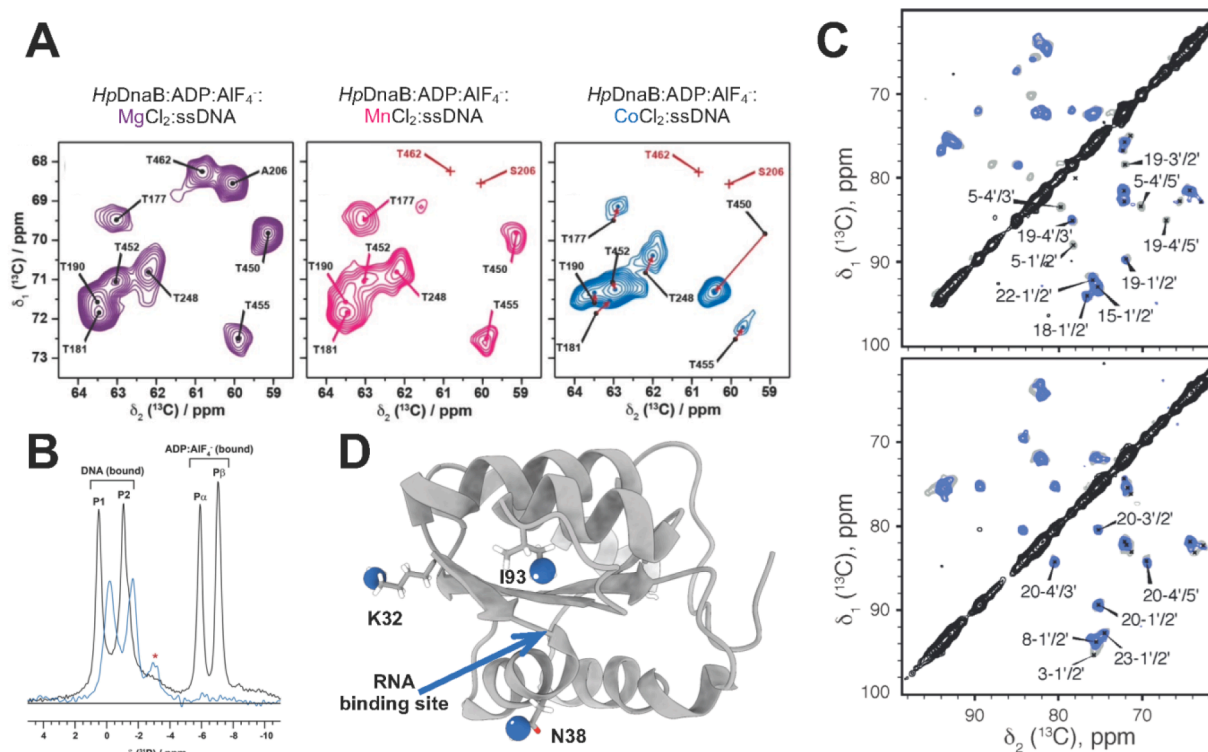 A
HpDnaB:ADP:AlF₄⁻:
MgCl₂:ssDNA
HpDnaB:ADP:AlF₄⁻:
MnCl₂:ssDNA
HpDnaB:ADP:AlF₄⁻:
CoCl₂:ssDNA
δ₁ (¹³C) / ppm
68
69
70
71
72
73
T462
A206
T177
T452
T450
T190
T248
T181
T455
64 63 62 61 60 59
δ₂ (¹³C) / ppm
T462
S206
T177
T452
T450
T190
T248
T181
T455
64 63 62 61 60 59
δ₂ (¹³C) / ppm
T462
S206
T450
T177
T452
T190
T248
T181
T455
64 63 62 61 60 59
δ₂ (¹³C) / ppm
B
ADP:AlF₄⁻ (bound)
DNA (bound)
Pβ
P1 P2 Pα
*
4 2 0 -2 -4 -6 -8 -10
C
δ₁ (¹³C), ppm
70
80
90
100
19-3'/2'
5-4'/3'
5-4'/5'
19-4'/3'
19-4'/5'
5-1'/2'
19-1'/2'
22-1'/2'
15-1'/2'
18-1'/2'
δ₁ (¹³C), ppm
70
80
90
100
20-3'/2'
20-4'/3'
20-4'/5'
20-1'/2'
8-1'/2'
23-1'/2'
3-1'/2'
90 80 70
δ₂ (¹³C), ppm
D
I93
K32
RNA
binding site
N38